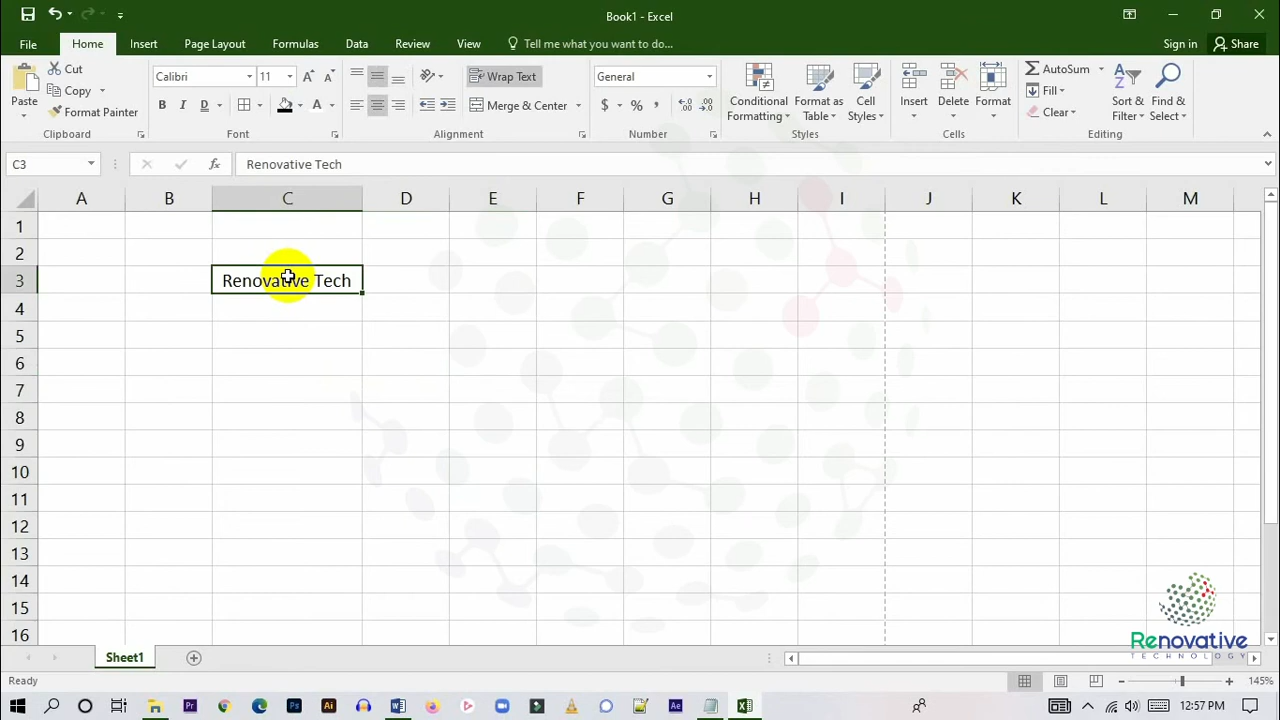 Book1 - Excel
File Home Insert Page Layout Formulas Data Review View Tell me what you want to do... Sign in Share
Paste
Cut
Copy
Format Painter
Clipboard
Calibri 11
B I D A
Font
Wrap Text
Merge & Center
Alignment
General
$ % ,
Number
Conditional Formatting
Format as Table
Cell Styles
Styles
Insert Delete Format
Cells
AutoSum
Fill
Clear
Sort & Filter
Find & Select
Editing
C3 fx Renovative Tech
A B C D E F G H I J K L M
1
2
3 Renovative Tech
4
5
6
7
8
9
10
11
12
13
14
15
16
Renovative
TECHNOLOGY
Sheet1
Ready 145%
Pr Ps Ai Ae 12:57 PM